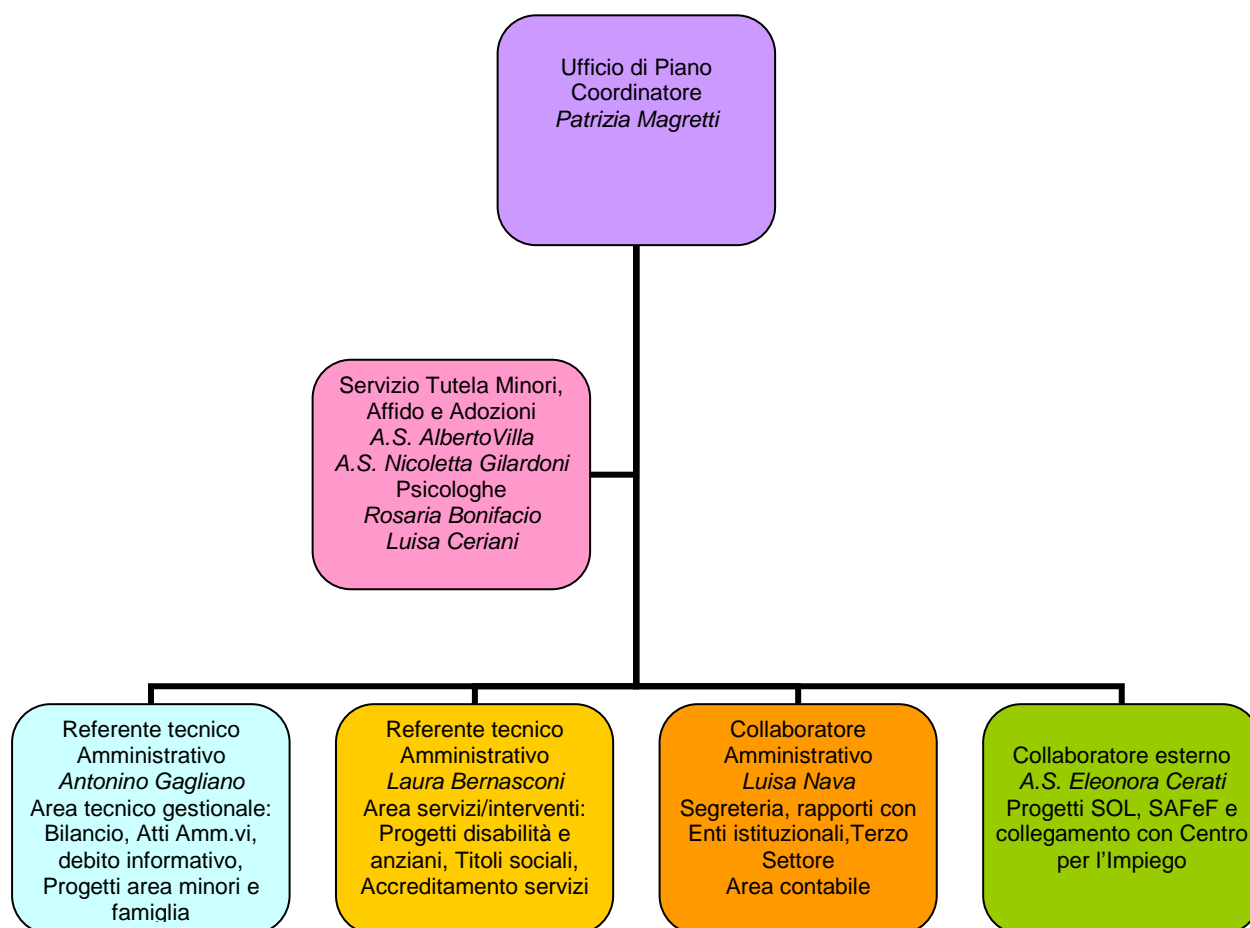 Ufficio di Piano
Coordinatore
Patrizia Magretti
Servizio Tutela Minori,
Affido e Adozioni
A.S. AlbertoVilla
A.S. Nicoletta Gilardoni
Psicologhe
Rosaria Bonifacio
Luisa Ceriani
Referente tecnico
Amministrativo
Antonino Gagliano
Area tecnico gestionale:
Bilancio, Atti Amm.vi,
debito informativo,
Progetti area minori e
famiglia
Referente tecnico
Amministrativo
Laura Bernasconi
Area servizi/interventi:
Progetti disabilità e
anziani, Titoli sociali,
Accreditamento servizi
Collaboratore
Amministrativo
Luisa Nava
Segreteria, rapporti con
Enti istituzionali,Terzo
Settore
Area contabile
Collaboratore esterno
A.S. Eleonora Cerati
Progetti SOL, SAFeF e
collegamento con Centro
per l’Impiego